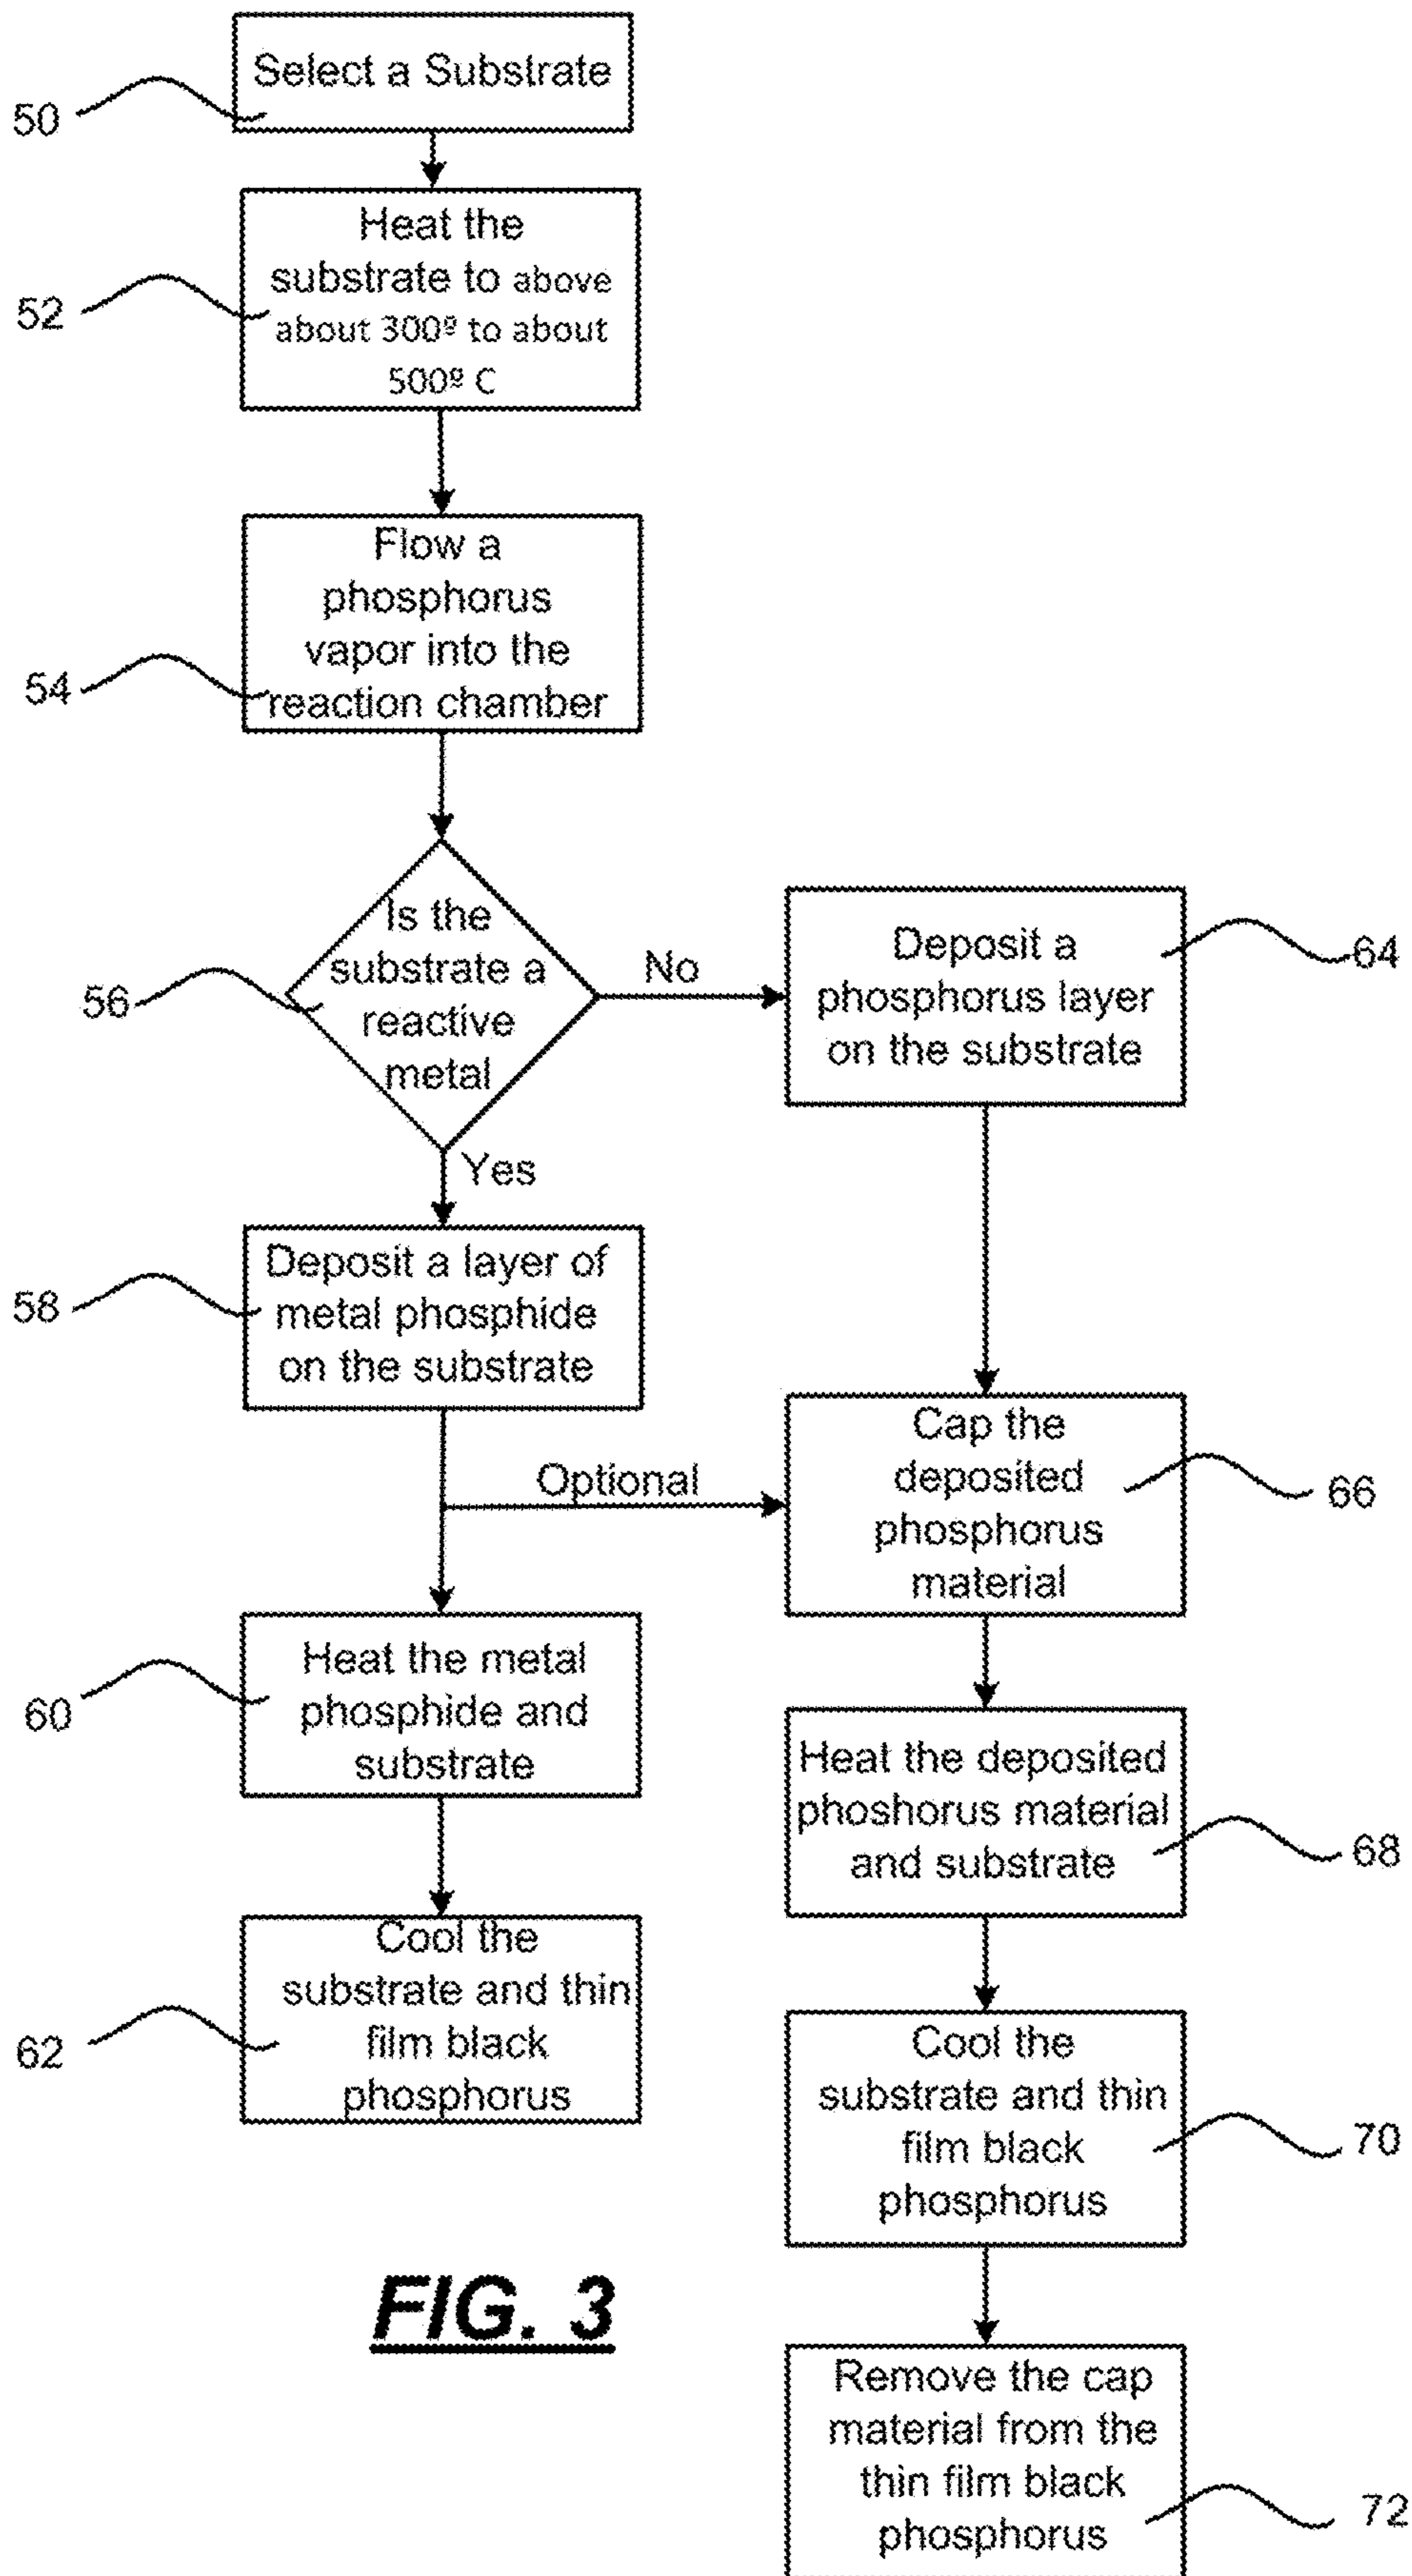 Select a Substrate
50
Heat the
substrate to above
about 300º to about
500º C
52
Flow a
phosphorus
vapor into the
reaction chamber
54
Is the
substrate a
reactive
metal
56
No
Yes
Deposit a
phosphorus layer
on the substrate
64
Deposit a layer of
metal phosphide
on the substrate
58
Optional
Cap the
deposited
phosphorus
material
66
Heat the metal
phosphide and
substrate
60
Heat the deposited
phoshorus material
and substrate
68
Cool the
substrate and thin
film black
phosphorus
62
Cool the
substrate and thin
film black
phosphorus
70
FIG. 3
Remove the cap
material from the
thin film black
phosphorus
72